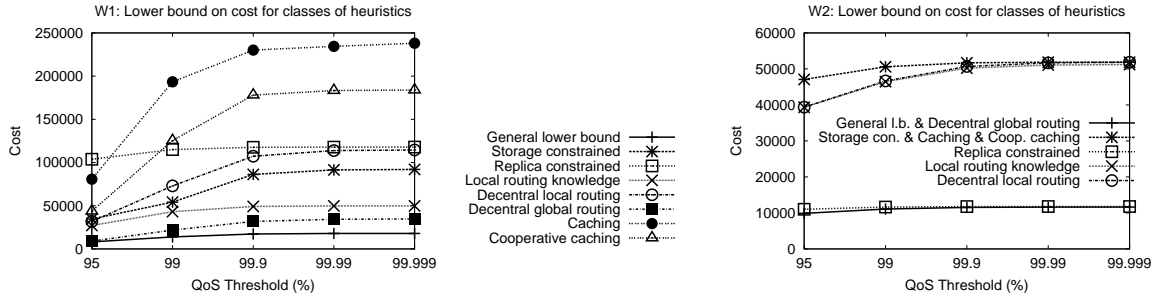 W1: Lower bound on cost for classes of heuristics
250000
200000
150000
100000
50000
0
Cost
95
99
99.9
99.99
99.999
QoS Threshold (%)
General lower bound
Storage constrained
Replica constrained
Local routing knowledge
Decentral local routing
Decentral global routing
Caching
Cooperative caching
W2: Lower bound on cost for classes of heuristics
60000
50000
40000
30000
20000
10000
0
Cost
General l.b. & Decentral global routing
Storage con. & Caching & Coop. caching
Replica constrained
Local routing knowledge
Decentral local routing
95
99
99.9
99.99
99.999
QoS Threshold (%)